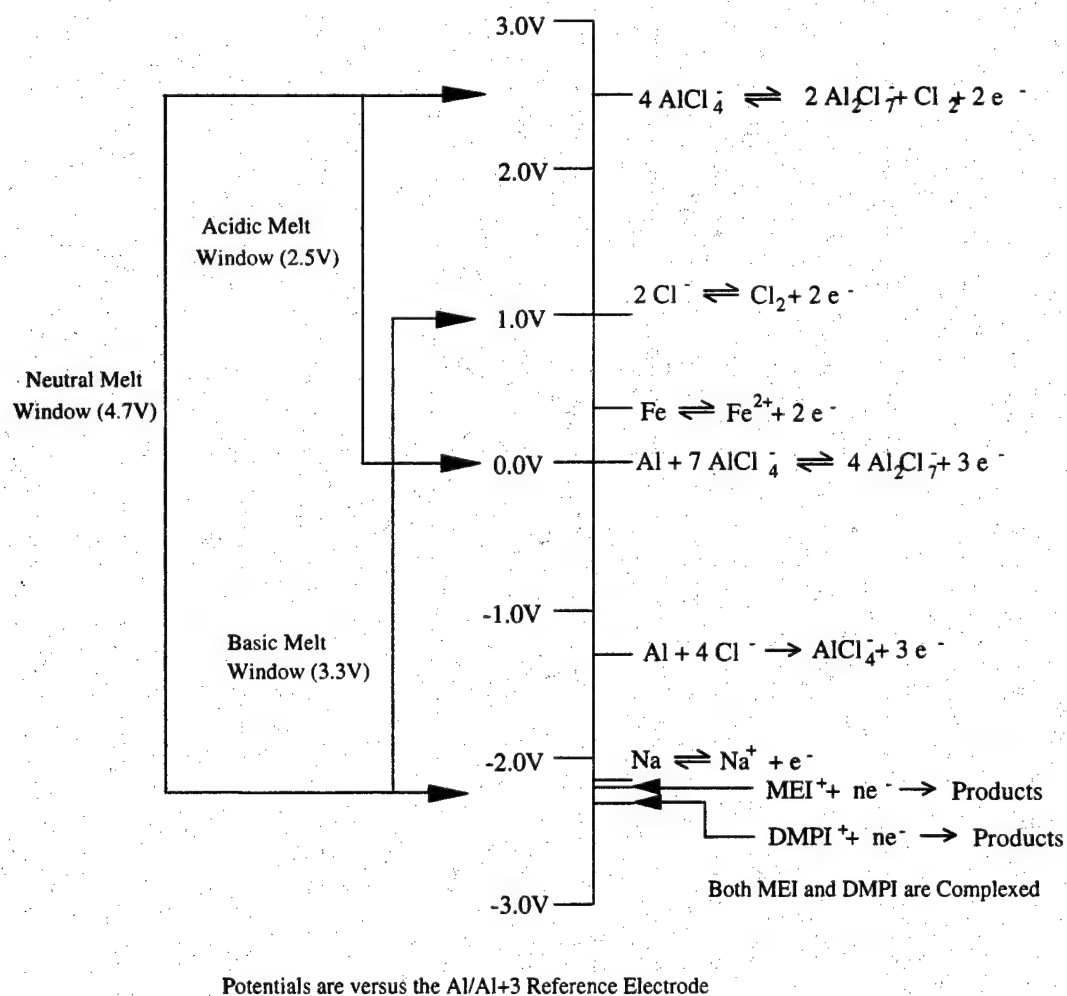 3.0V
4 AlCl₄⁻ ⇌ 2 Al₂Cl₇⁻ + Cl₂ + 2 e⁻
2.0V
Acidic Melt
Window (2.5V)
2 Cl⁻ ⇌ Cl₂ + 2 e⁻
1.0V
Neutral Melt
Window (4.7V)
Fe ⇌ Fe²⁺ + 2 e⁻
0.0V
Al + 7 AlCl₄⁻ ⇌ 4 Al₂Cl₇⁻ + 3 e⁻
-1.0V
Basic Melt
Window (3.3V)
Al + 4 Cl⁻ → AlCl₄⁻ + 3 e⁻
-2.0V
Na ⇌ Na⁺ + e⁻
MEI⁺ + ne⁻ → Products
DMPI⁺ + ne⁻ → Products
Both MEI and DMPI are Complexed
-3.0V
Potentials are versus the Al/Al+3 Reference Electrode